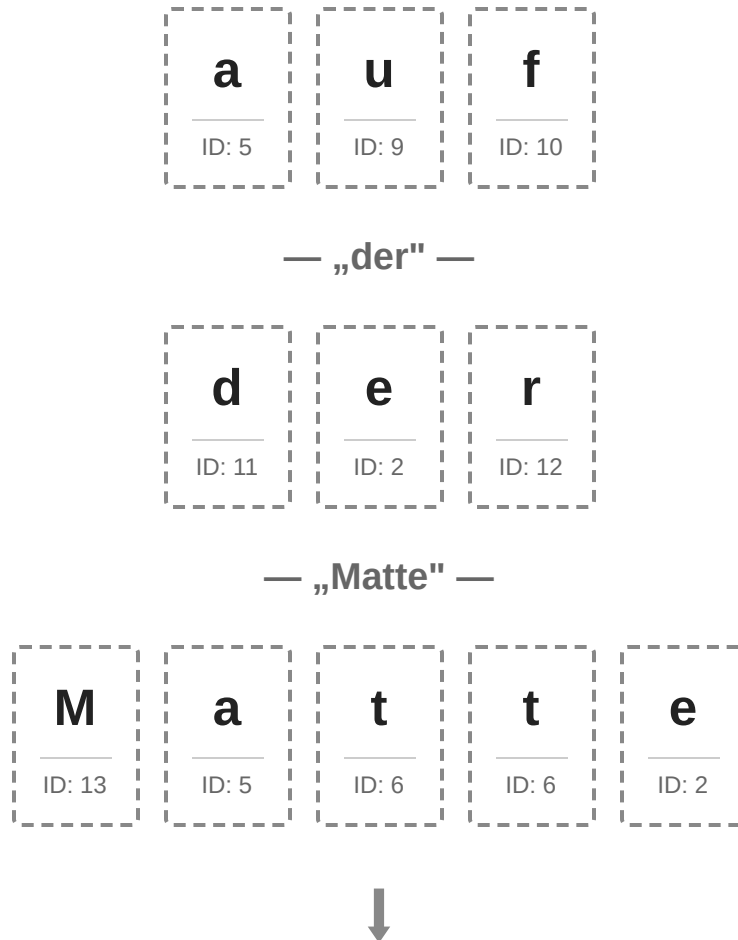 a u f
ID: 5 ID: 9 ID: 10
— „der" —
d e r
ID: 11 ID: 2 ID: 12
— „Matte" —
M a t t e
ID: 13 ID: 5 ID: 6 ID: 6 ID: 2